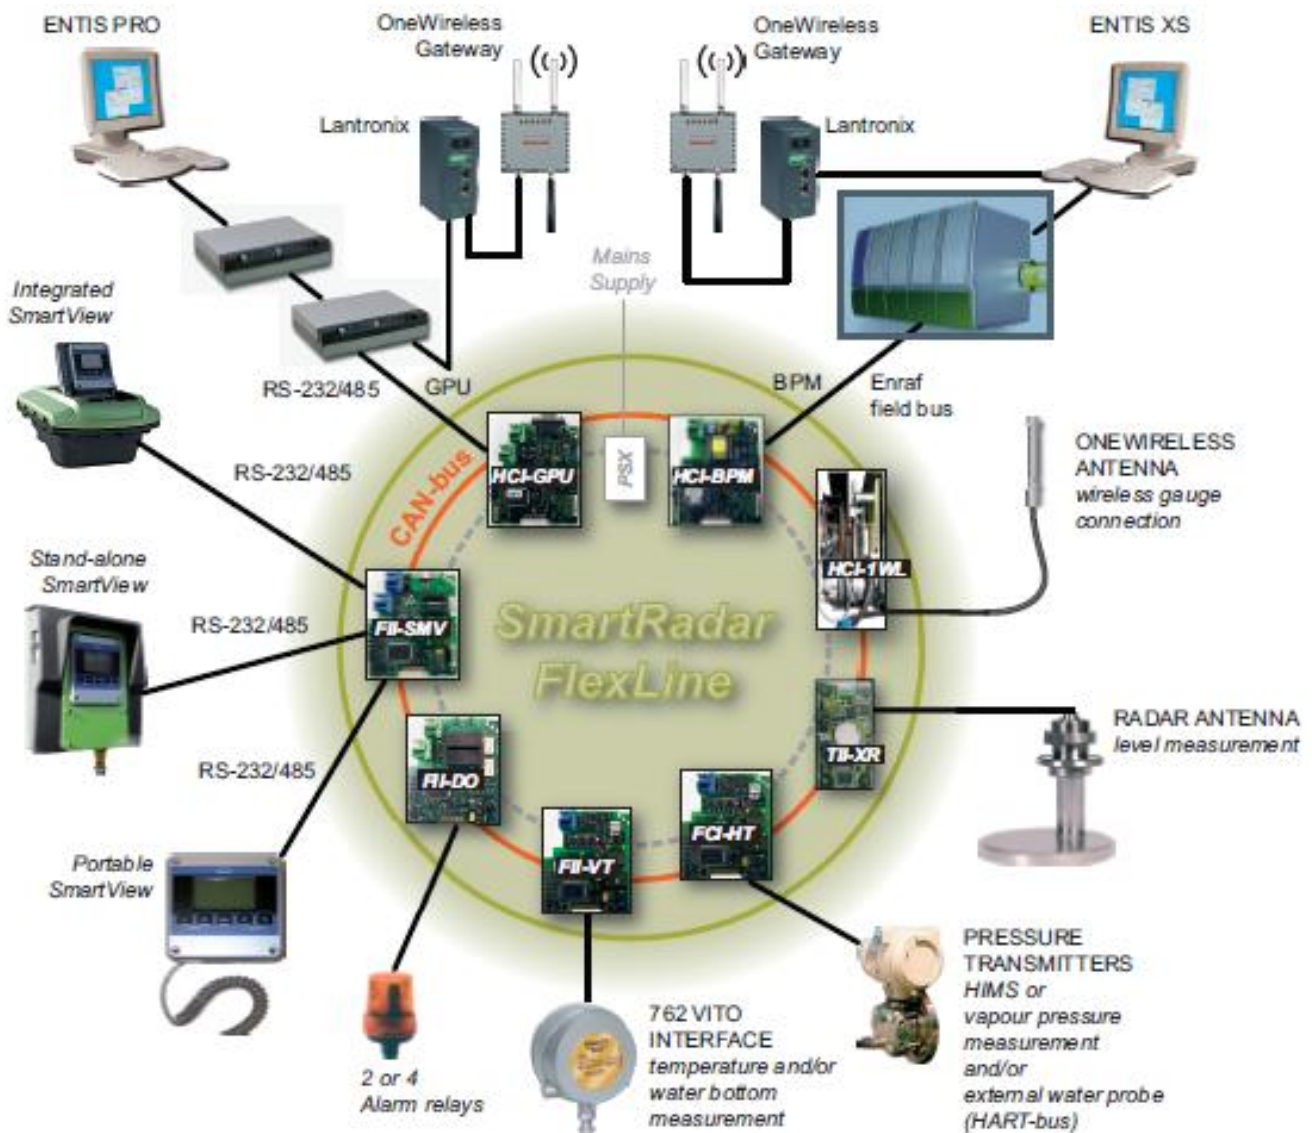 ENTIS PRO
OneWireless
Gateway
OneWireless
Gateway
ENTIS XS
Lantronix
Lantronix
Mains
Supply
Integrated
SmartView
RS-232/485
GPU
BPM
Enraf
field bus
CAN-bus
HCI-GPU
PSX
HCI-BPM
ONEWIRELESS
ANTENNA
wireless gauge
connection
RS-232/485
HCI-1WL
Stand-alone
SmartView
RS-232/485
FII-SMV
SmartRadar
FlexLine
RADAR ANTENNA
level measurement
TII-XR
RS-232/485
FII-DO
FCI-HT
FII-VT
Portable
SmartView
PRESSURE
TRANSMITTERS
HIMS or
vapour pressure
measurement
and/or
external water probe
(HART-bus)
762 VITO
INTERFACE
temperature and/or
water bottom
measurement
2 or 4
Alarm relays